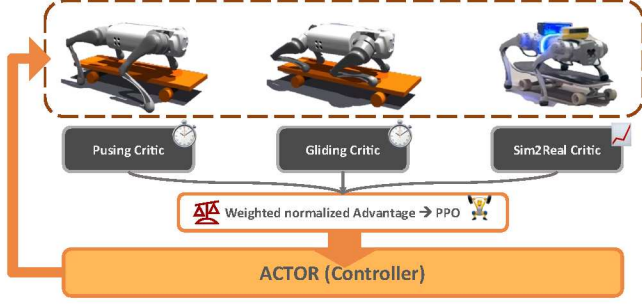 Pusing Critic
Gliding Critic
Sim2Real Critic
Weighted normalized Advantage → PPO
ACTOR (Controller)